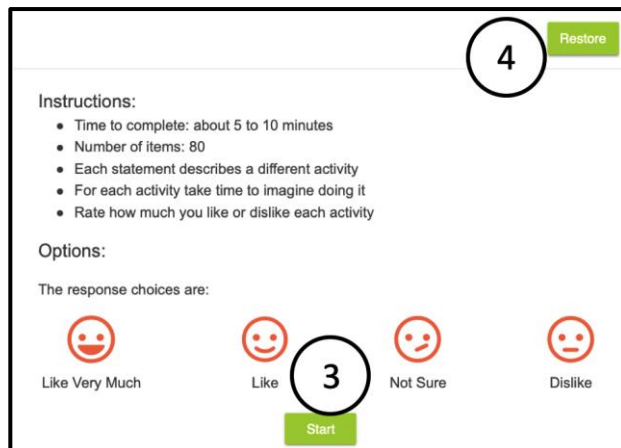 4 Restore
Instructions:
• Time to complete: about 5 to 10 minutes
• Number of items: 80
• Each statement describes a different activity
• For each activity take time to imagine doing it
• Rate how much you like or dislike each activity
Options:
The response choices are:
Like Very Much Like 3 Not Sure Dislike
Start